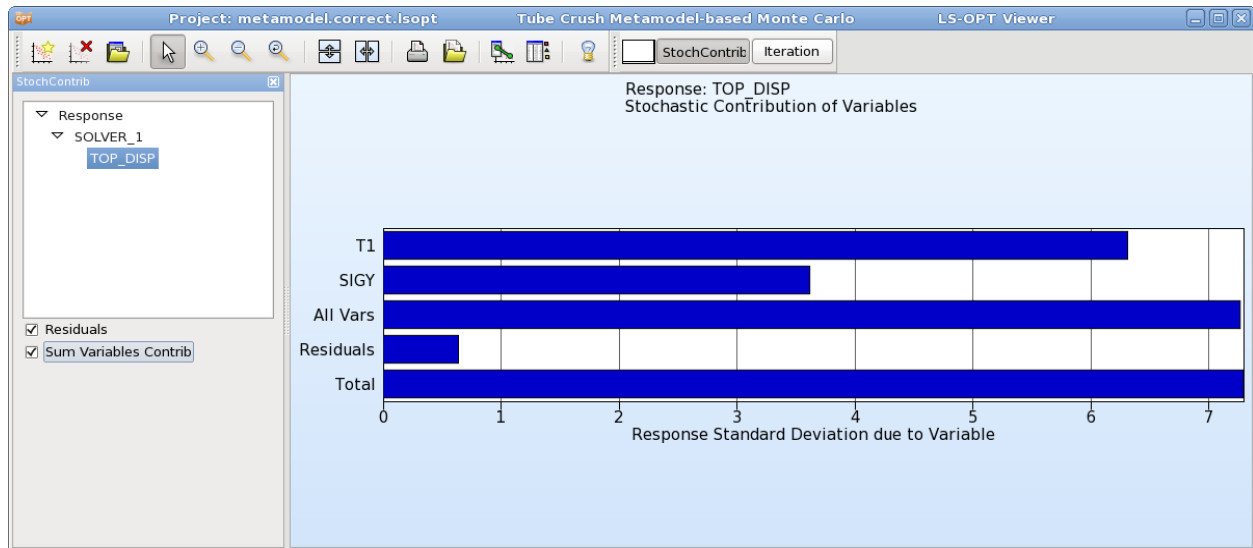 OPT Project: metamodel.correct.lsopt Tube Crush Metamodel-based Monte Carlo LS-OPT Viewer
StochContrib Iteration
StochContrib
Response
SOLVER_1
TOP_DISP
Residuals
Sum Variables Contrib
Response: TOP_DISP
Stochastic Contribution of Variables
T1
SIGY
All Vars
Residuals
Total
0 1 2 3 4 5 6 7
Response Standard Deviation due to Variable